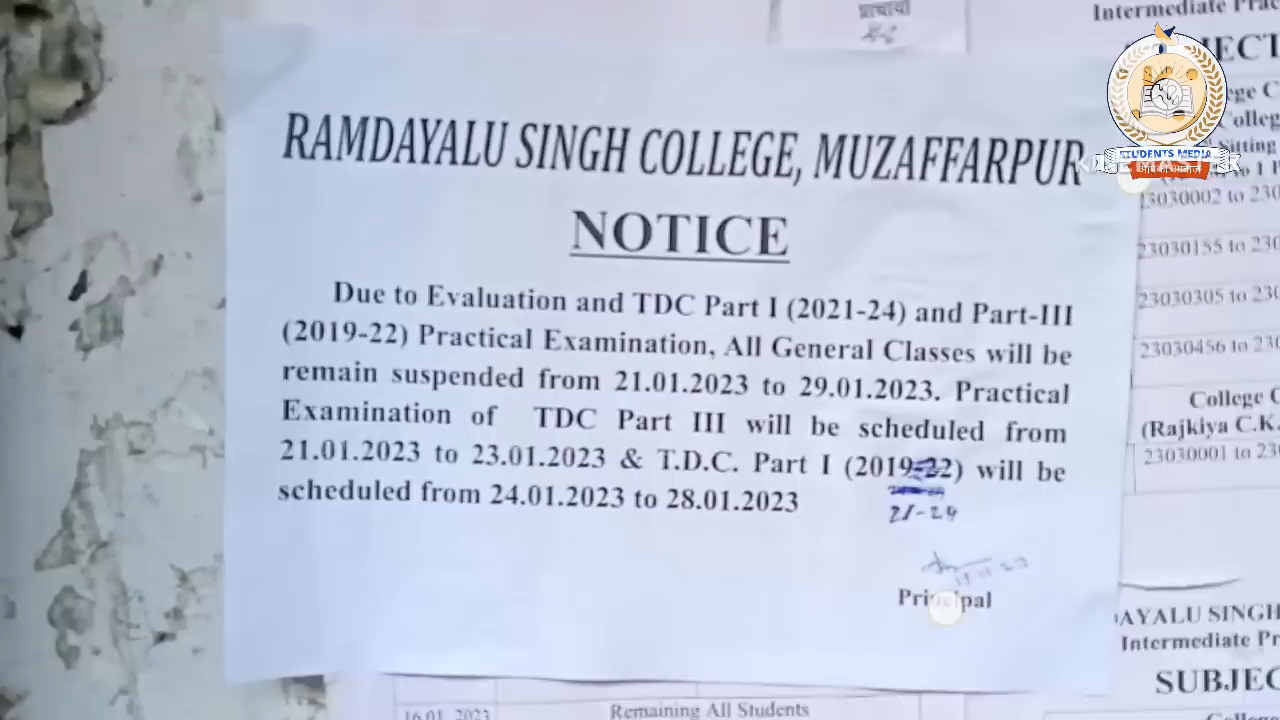 प्राचार्य
Intermediate
RAMDAYALU SINGH COLLEGE, MUZAFFARPUR
NOTICE
Due to Evaluation and TDC Part I (2021-24) and Part-III
(2019-22) Practical Examination, All General Classes will be
remain suspended from 21.01.2023 to 29.01.2023. Practical
Examination of TDC Part III will be scheduled from
21.01.2023 to 23.01.2023 & T.D.C. Part I (2019-22) will be
scheduled from 24.01.2023 to 28.01.2023
21-24
Principal
STUDENTS MEDIA
आपकी आवाज
Sitting
23030002 to 230
23030155 to 230
23030305 to 230
23030456 to 230
College
(Rajkiya C.K.
23030001 to 230
DAYALU SINGH
Intermediate Pr
SUBJEC
16.01.2023
Remaining All Students